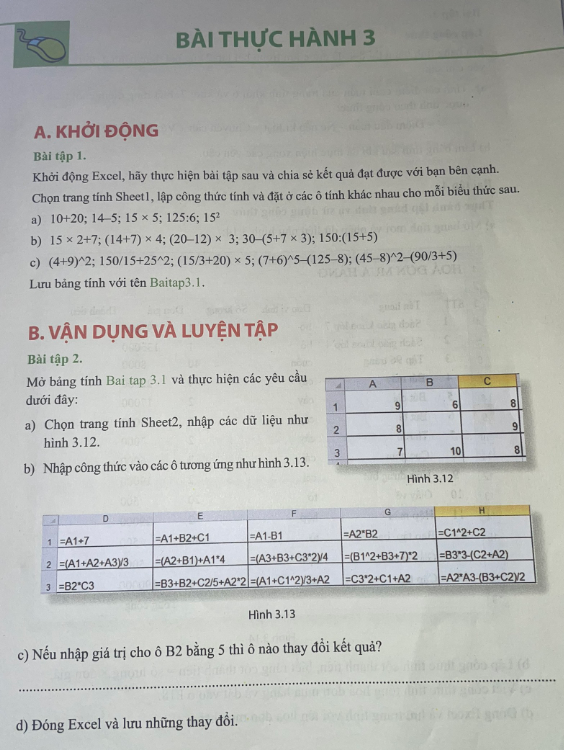 BÀI THỰC HÀNH 3
A. KHỞI ĐỘNG
Bài tập 1.
Khởi động Excel, hãy thực hiện bài tập sau và chia sẻ kết quả đạt được với bạn bên cạnh.
Chọn trang tính Sheet1, lập công thức tính và đặt ở các ô tính khác nhau cho mỗi biểu thức sau.
a) 10+20; 14–5; 15 × 5; 125:6; 15²
b) 15 × 2+7; (14+7) × 4; (20–12) × 3; 30–(5+7 × 3); 150:(15+5)
c) (4+9)^2; 150/15+25^2; (15/3+20) × 5; (7+6)^5–(125–8); (45–8)^2–(90/3+5)
Lưu bảng tính với tên Baitap3.1.
B. VẬN DỤNG VÀ LUYỆN TẬP
Bài tập 2.
Mở bảng tính Bai tap 3.1 và thực hiện các yêu cầu
dưới đây:
a) Chọn trang tính Sheet2, nhập các dữ liệu như
hình 3.12.
b) Nhập công thức vào các ô tương ứng như hình 3.13.
A B C
1 9 6 8
2 8 9
3 7 10 8
Hình 3.12
D E F G H
1 =A1+7 =A1+B2+C1 =A1-B1 =A2*B2 =C1^2+C2
2 =(A1+A2+A3)/3 =(A2+B1)+A1*4 =(A3+B3+C3*2)/4 =(B1^2+B3+7)*2 =B3*3-(C2+A2)
3 =B2*C3 =B3+B2+C2/5+A2*2 =(A1+C1^2)/3+A2 =C3*2+C1+A2 =A2*A3-(B3+C2)/2
Hình 3.13
c) Nếu nhập giá trị cho ô B2 bằng 5 thì ô nào thay đổi kết quả?
d) Đóng Excel và lưu những thay đổi.